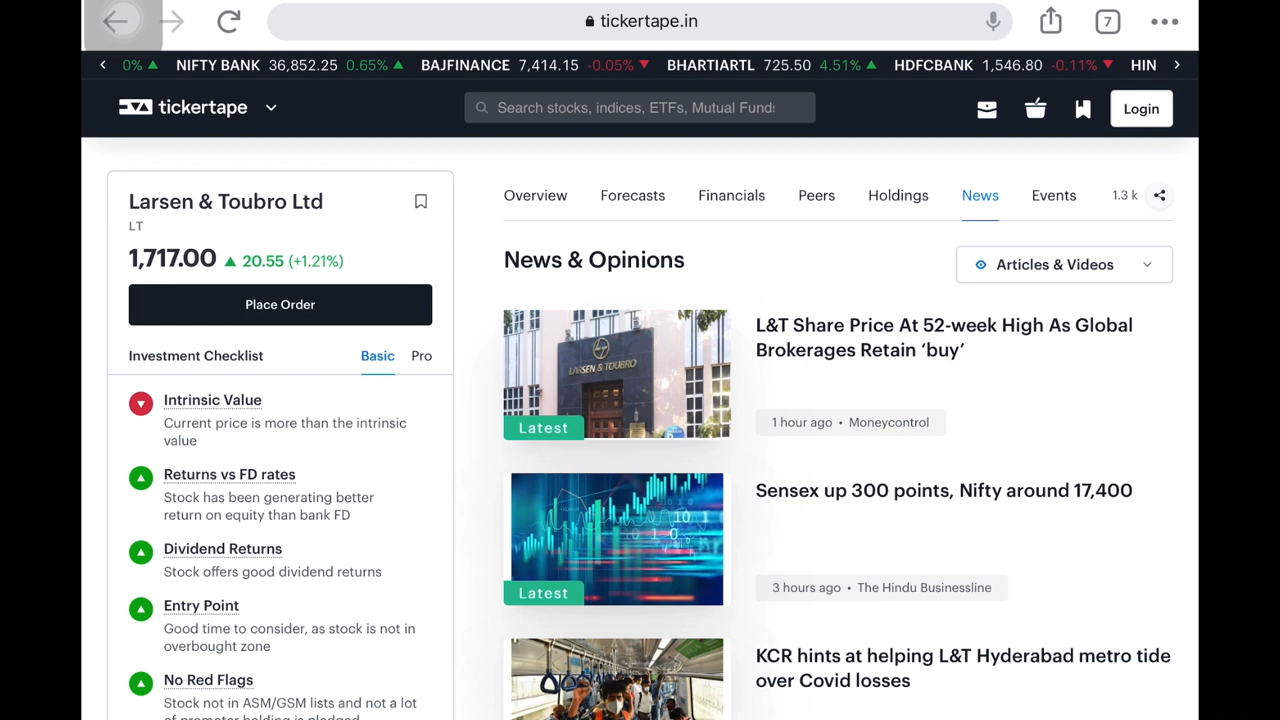 tickertape.in
7
0% ▲ NIFTY BANK 36,852.25 0.65% ▲ BAJFINANCE 7,414.15 -0.05% ▼ BHARTIARTL 725.50 4.51% ▲ HDFCBANK 1,546.80 -0.11% ▼ HIN
tickertape
Search stocks, indices, ETFs, Mutual Funds
Login
Larsen & Toubro Ltd
LT
1,717.00 ▲ 20.55 (+1.21%)
Place Order
Investment Checklist Basic Pro
Intrinsic Value
Current price is more than the intrinsic
value
Returns vs FD rates
Stock has been generating better
return on equity than bank FD
Dividend Returns
Stock offers good dividend returns
Entry Point
Good time to consider, as stock is not in
overbought zone
No Red Flags
Stock not in ASM/GSM lists and not a lot
of promoter holding is pledged
Overview Forecasts Financials Peers Holdings News Events 1.3 k
News & Opinions
Articles & Videos
LARSEN & TOUBRO
Latest
L&T Share Price At 52-week High As Global
Brokerages Retain ‘buy’
1 hour ago • Moneycontrol
Latest
Sensex up 300 points, Nifty around 17,400
3 hours ago • The Hindu Businessline
KCR hints at helping L&T Hyderabad metro tide
over Covid losses